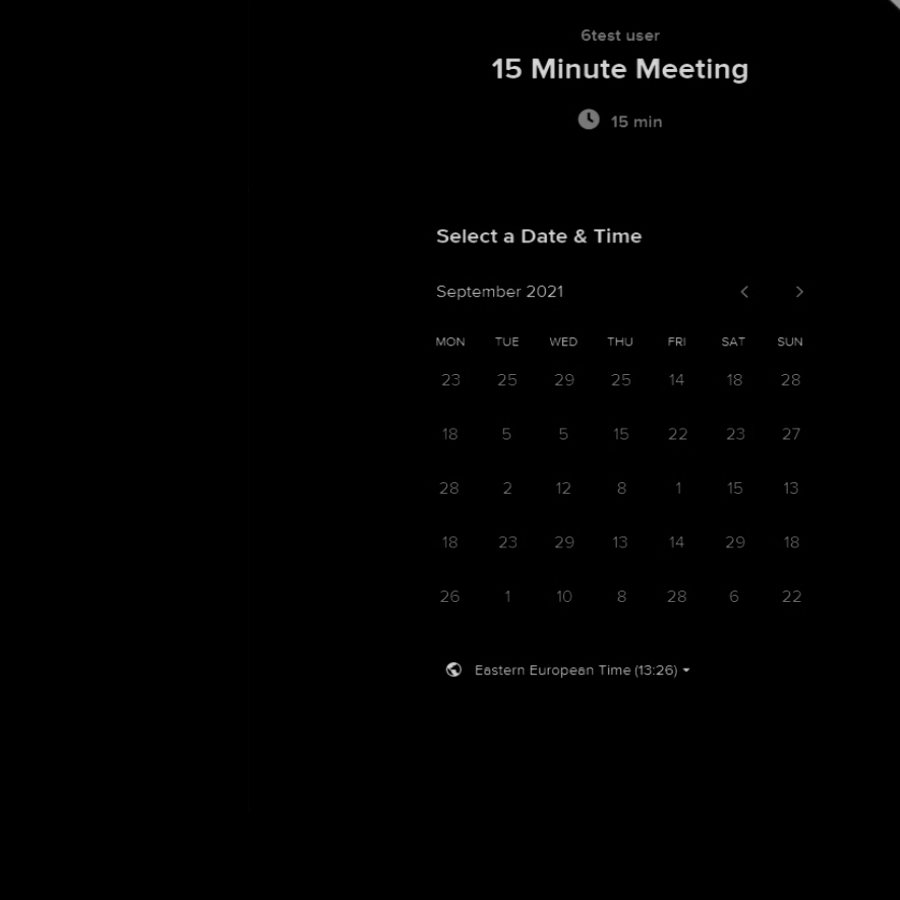 6test user
15 Minute Meeting
15 min
Select a Date & Time
September 2021
MON TUE WED THU FRI SAT SUN
23 25 29 25 14 18 28
18 5 5 15 22 23 27
28 2 12 8 1 15 13
18 23 29 13 14 29 18
26 1 10 8 28 6 22
Eastern European Time (13:26)